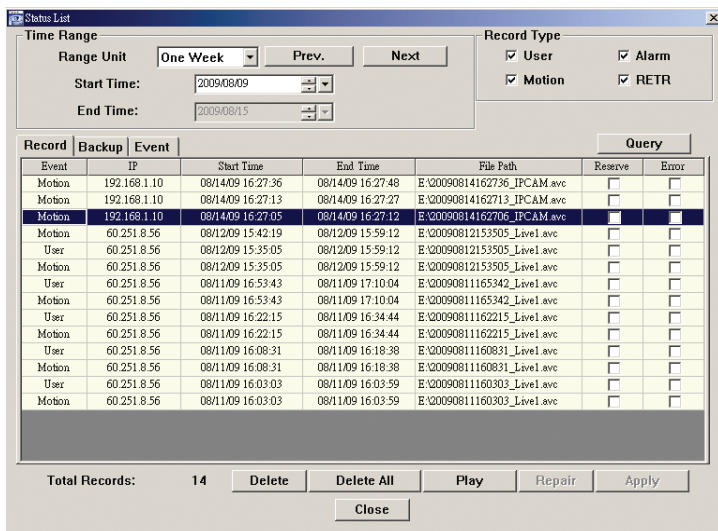 Status List
Time Range
Record Type
Range Unit One Week Prev. Next
User Alarm
Start Time: 2009/08/09
Motion RETR
End Time: 2009/08/15
Record Backup Event Query
Event IP Start Time End Time File Path Reserve Error
Motion 192.168.1.10 08/14/09 16:27:36 08/14/09 16:27:48 E:\20090814162736_IPCAM.avc
Motion 192.168.1.10 08/14/09 16:27:13 08/14/09 16:27:27 E:\20090814162713_IPCAM.avc
Motion 192.168.1.10 08/14/09 16:27:05 08/14/09 16:27:12 E:\20090814162706_IPCAM.avc
Motion 60.251.8.56 08/12/09 15:42:19 08/12/09 15:59:12 E:\20090812153505_Live1.avc
User 60.251.8.56 08/12/09 15:35:05 08/12/09 15:59:12 E:\20090812153505_Live1.avc
Motion 60.251.8.56 08/12/09 15:35:05 08/12/09 15:59:12 E:\20090812153505_Live1.avc
User 60.251.8.56 08/11/09 16:53:43 08/11/09 17:10:04 E:\20090811165342_Live1.avc
Motion 60.251.8.56 08/11/09 16:53:43 08/11/09 17:10:04 E:\20090811165342_Live1.avc
User 60.251.8.56 08/11/09 16:22:15 08/11/09 16:34:44 E:\20090811162215_Live1.avc
Motion 60.251.8.56 08/11/09 16:22:15 08/11/09 16:34:44 E:\20090811162215_Live1.avc
User 60.251.8.56 08/11/09 16:08:31 08/11/09 16:18:38 E:\20090811160831_Live1.avc
Motion 60.251.8.56 08/11/09 16:08:31 08/11/09 16:18:38 E:\20090811160831_Live1.avc
User 60.251.8.56 08/11/09 16:03:03 08/11/09 16:03:59 E:\20090811160303_Live1.avc
Motion 60.251.8.56 08/11/09 16:03:03 08/11/09 16:03:59 E:\20090811160303_Live1.avc
Total Records: 14 Delete Delete All Play Repair Apply
Close